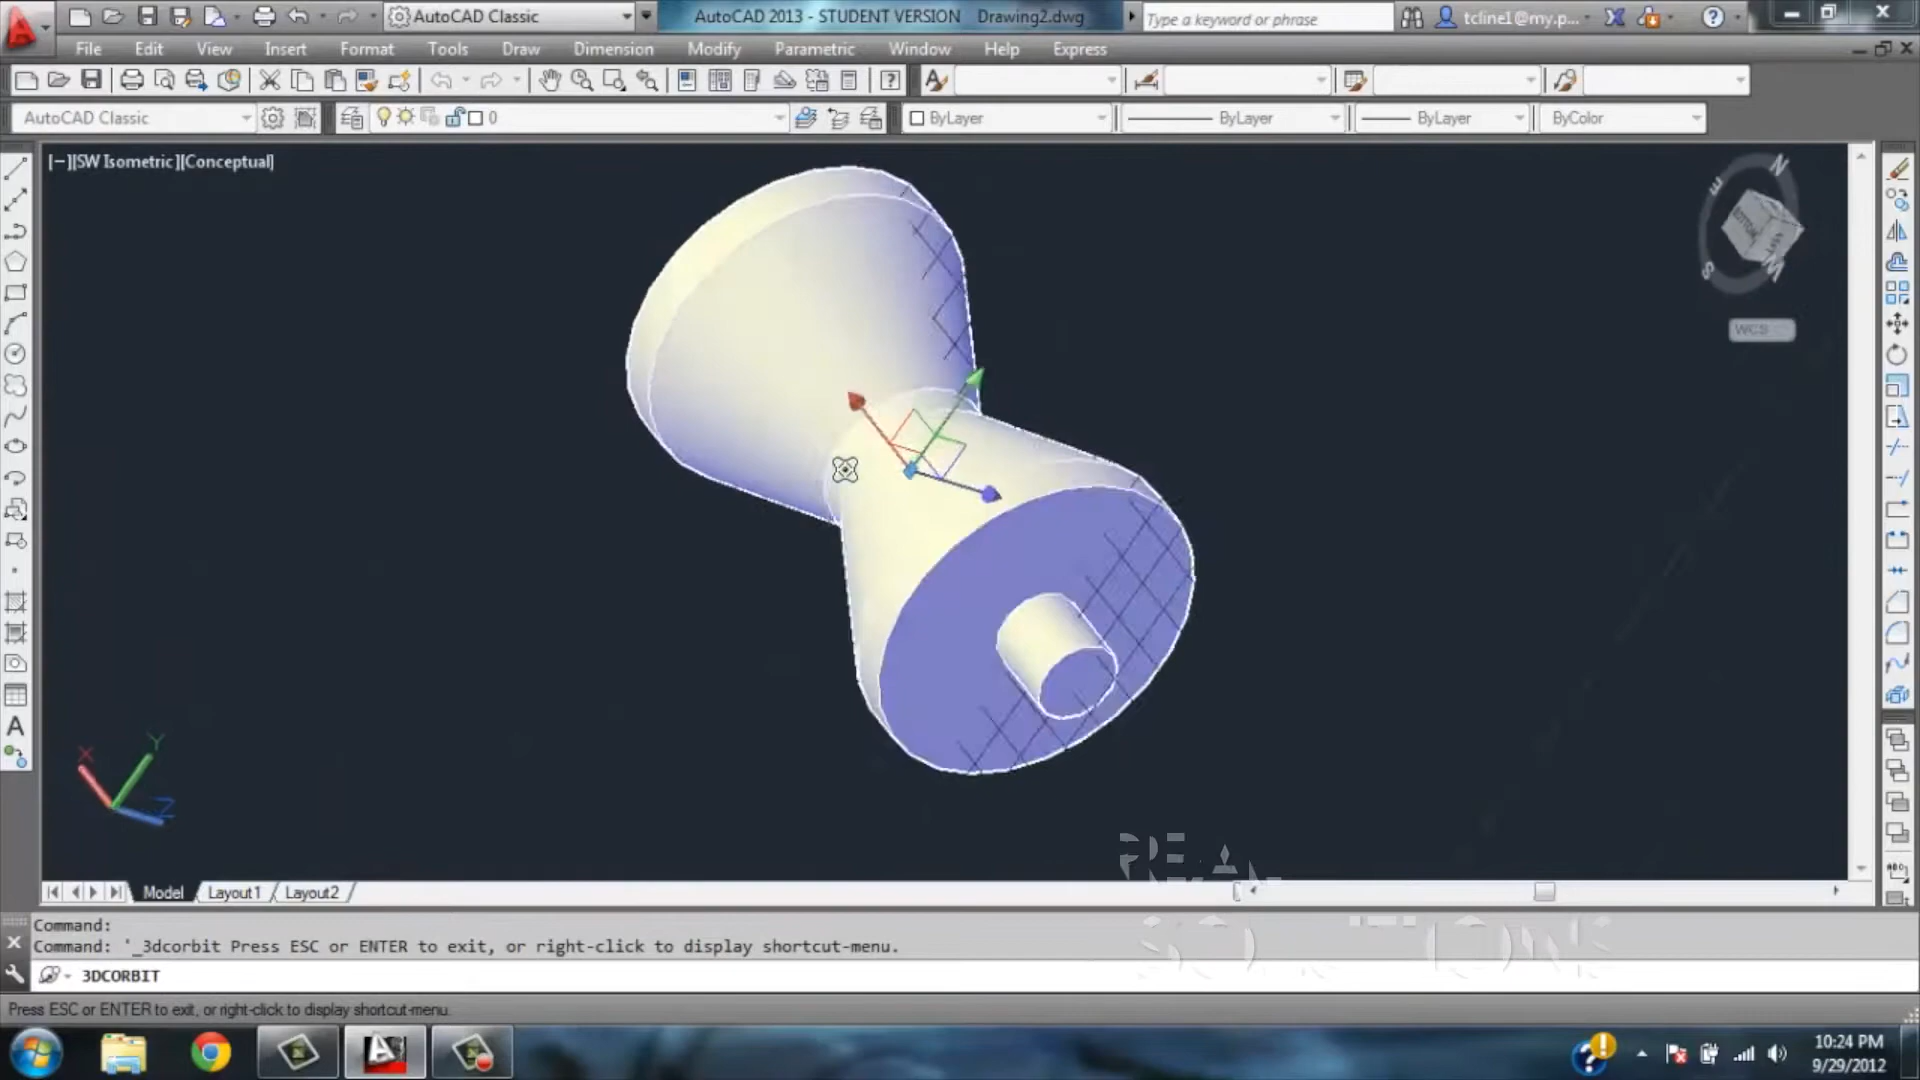 AutoCAD Classic
AutoCAD 2013 - STUDENT VERSION Drawing2.dwg
Type a keyword or phrase
tcline1@my.p...
File Edit View Insert Format Tools Draw Dimension Modify Parametric Window Help Express
AutoCAD Classic
0
ByLayer
ByLayer
ByLayer
ByColor
[−][SW Isometric][Conceptual]
N
E
S
W
BOTTOM
WCS
X
Y
Z
A
Model Layout1 Layout2
Command:
Command: '_3dcorbit Press ESC or ENTER to exit, or right-click to display shortcut-menu.
3DCORBIT
Press ESC or ENTER to exit, or right-click to display shortcut-menu.
10:24 PM
9/29/2012